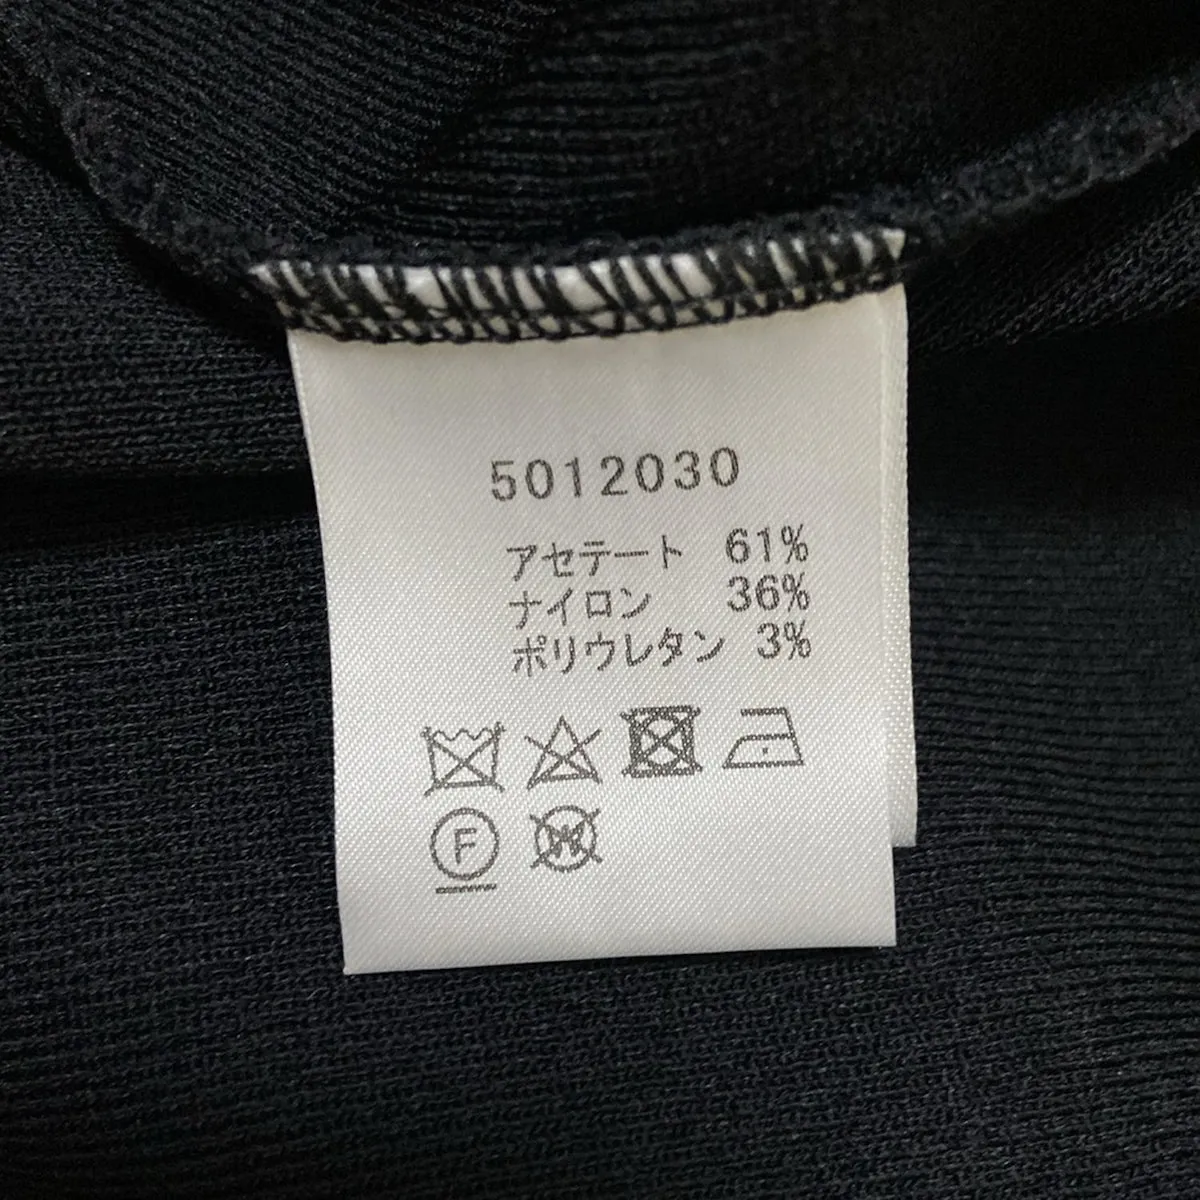 5012030
アセテート 61%
ナイロン 36%
ポリウレタン 3%
F
W